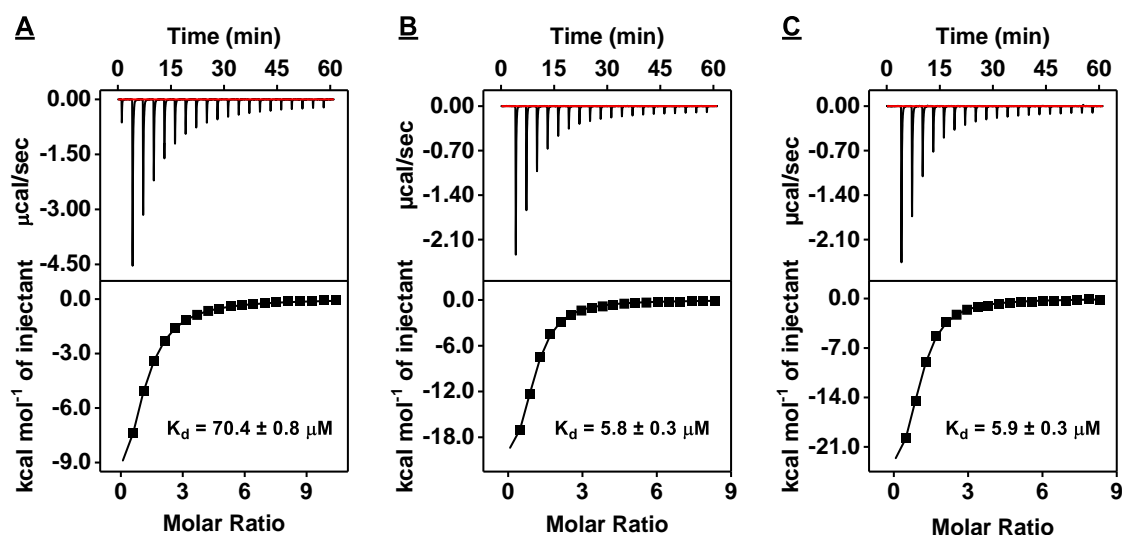 A
Time (min)
0 15 30 45 60
µcal/sec
0.00
-1.50
-3.00
-4.50
kcal mol⁻¹ of injectant
0.0
-3.0
-6.0
-9.0
K_d = 70.4 ± 0.8 µM
0 3 6 9
Molar Ratio
B
Time (min)
0 15 30 45 60
µcal/sec
0.00
-0.70
-1.40
-2.10
kcal mol⁻¹ of injectant
0.0
-6.0
-12.0
-18.0
K_d = 5.8 ± 0.3 µM
0 3 6 9
Molar Ratio
C
Time (min)
0 15 30 45 60
µcal/sec
0.00
-0.70
-1.40
-2.10
kcal mol⁻¹ of injectant
0.0
-7.0
-14.0
-21.0
K_d = 5.9 ± 0.3 µM
0 3 6 9
Molar Ratio